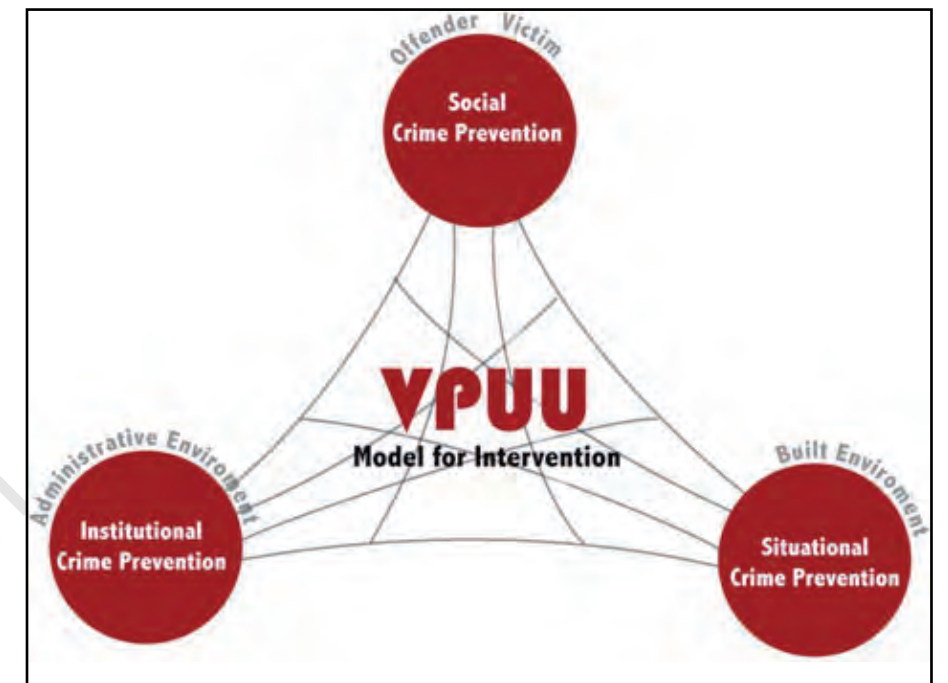 Offender Victim
Social
Crime Prevention
VPUU
Model for Intervention
Administrative Enviroment
Institutional
Crime Prevention
Built Enviroment
Situational
Crime Prevention